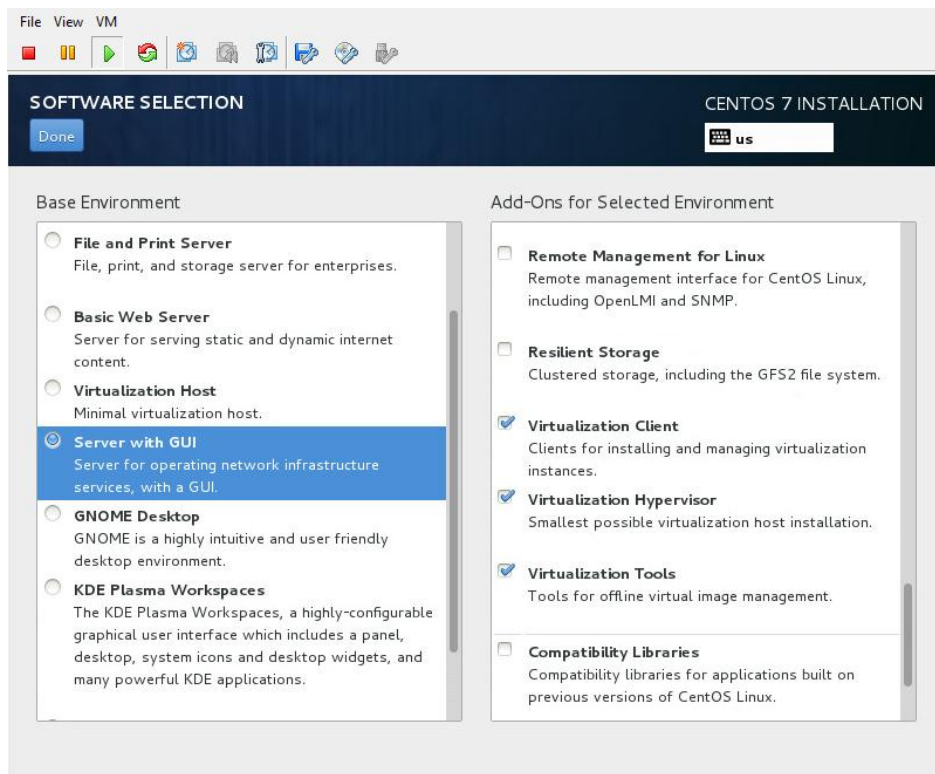 File View VM
SOFTWARE SELECTION
CENTOS 7 INSTALLATION
Done
us
Base Environment
File and Print Server
File, print, and storage server for enterprises.
Basic Web Server
Server for serving static and dynamic internet
content.
Virtualization Host
Minimal virtualization host.
Server with GUI
Server for operating network infrastructure
services, with a GUI.
GNOME Desktop
GNOME is a highly intuitive and user friendly
desktop environment.
KDE Plasma Workspaces
The KDE Plasma Workspaces, a highly-configurable
graphical user interface which includes a panel,
desktop, system icons and desktop widgets, and
many powerful KDE applications.
Add-Ons for Selected Environment
Remote Management for Linux
Remote management interface for CentOS Linux,
including OpenLMI and SNMP.
Resilient Storage
Clustered storage, including the GFS2 file system.
Virtualization Client
Clients for installing and managing virtualization
instances.
Virtualization Hypervisor
Smallest possible virtualization host installation.
Virtualization Tools
Tools for offline virtual image management.
Compatibility Libraries
Compatibility libraries for applications built on
previous versions of CentOS Linux.